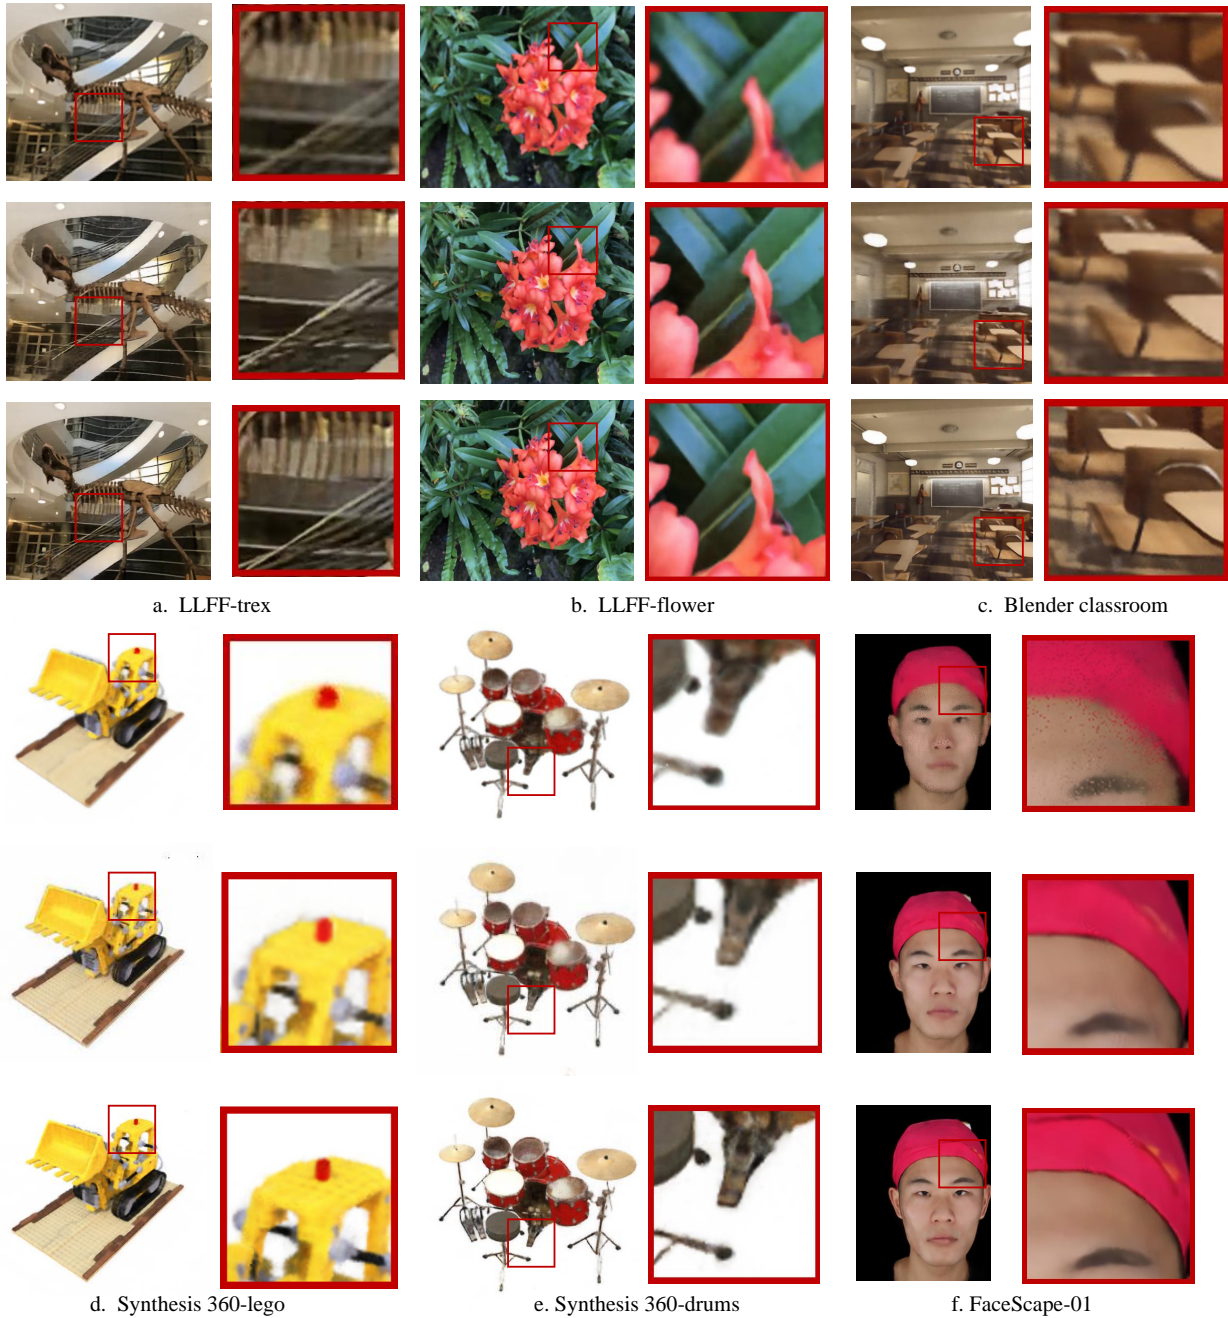 a. LLFF-trex
b. LLFF-flower
c. Blender classroom
d. Synthesis 360-lego
e. Synthesis 360-drums
f. FaceScape-01